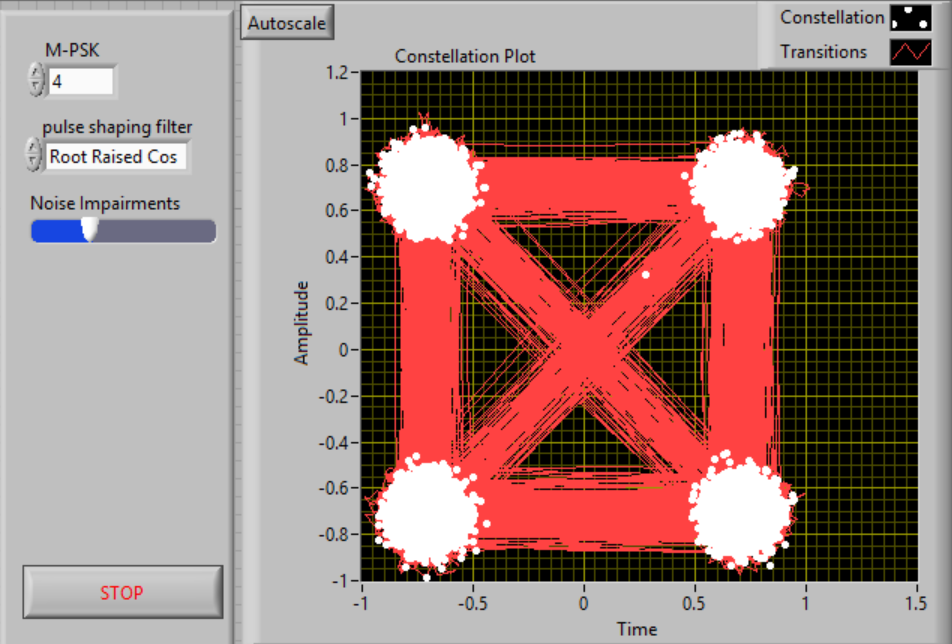 Autoscale
Constellation
Transitions
M-PSK
4
pulse shaping filter
Root Raised Cos
Noise Impairments
STOP
Constellation Plot
Amplitude
1.2
1
0.8
0.6
0.4
0.2
0
-0.2
-0.4
-0.6
-0.8
-1
-1
-0.5
0
0.5
1
1.5
Time